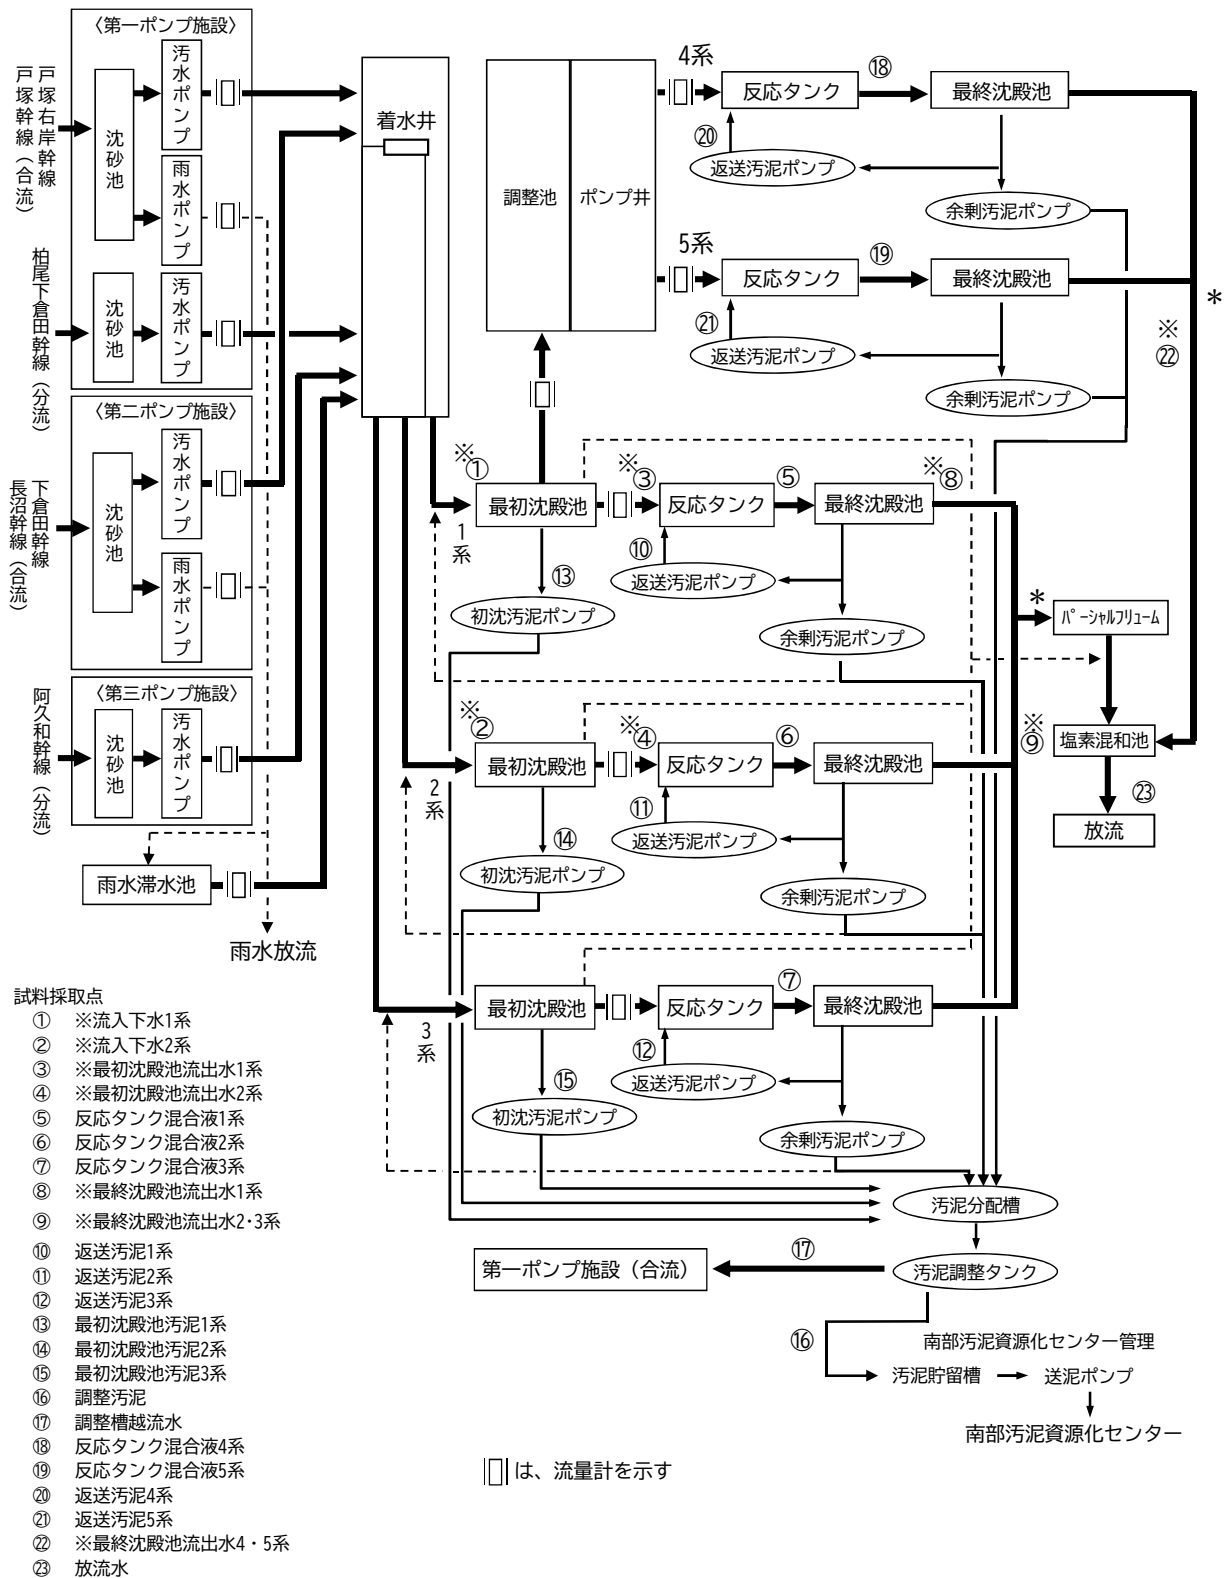 〈第一ポンプ施設〉
戸塚右岸幹線
戸塚幹線（合流）
沈砂池
汚水ポンプ
雨水ポンプ
柏尾下倉田幹線（分流）
沈砂池
汚水ポンプ
〈第二ポンプ施設〉
下倉田幹線
長沼幹線（合流）
沈砂池
汚水ポンプ
雨水ポンプ
〈第三ポンプ施設〉
阿久和幹線（分流）
沈砂池
汚水ポンプ
雨水滞水池
雨水放流
着水井
調整池
ポンプ井
4系
反応タンク
⑱
最終沈殿池
⑳
返送汚泥ポンプ
余剰汚泥ポンプ
5系
反応タンク
⑲
最終沈殿池
㉑
返送汚泥ポンプ
余剰汚泥ポンプ
＊
※
㉒
※①
1系
最初沈殿池
※③
反応タンク
⑤
最終沈殿池
※⑧
⑩
返送汚泥ポンプ
⑬
初沈汚泥ポンプ
余剰汚泥ポンプ
＊
パーシャルフリューム
※②
2系
最初沈殿池
※④
反応タンク
⑥
最終沈殿池
※⑨
塩素混和池
㉓
放流
⑪
返送汚泥ポンプ
⑭
初沈汚泥ポンプ
余剰汚泥ポンプ
3系
最初沈殿池
反応タンク
⑦
最終沈殿池
⑫
返送汚泥ポンプ
⑮
初沈汚泥ポンプ
余剰汚泥ポンプ
汚泥分配槽
第一ポンプ施設（合流）
⑰
汚泥調整タンク
⑯
南部汚泥資源化センター管理
汚泥貯留槽
送泥ポンプ
南部汚泥資源化センター
は、流量計を示す
試料採取点
① ※流入下水1系
② ※流入下水2系
③ ※最初沈殿池流出水1系
④ ※最初沈殿池流出水2系
⑤ 反応タンク混合液1系
⑥ 反応タンク混合液2系
⑦ 反応タンク混合液3系
⑧ ※最終沈殿池流出水1系
⑨ ※最終沈殿池流出水2・3系
⑩ 返送汚泥1系
⑪ 返送汚泥2系
⑫ 返送汚泥3系
⑬ 最初沈殿池汚泥1系
⑭ 最初沈殿池汚泥2系
⑮ 最初沈殿池汚泥3系
⑯ 調整汚泥
⑰ 調整槽越流水
⑱ 反応タンク混合液4系
⑲ 反応タンク混合液5系
⑳ 返送汚泥4系
㉑ 返送汚泥5系
㉒ ※最終沈殿池流出水4・5系
㉓ 放流水